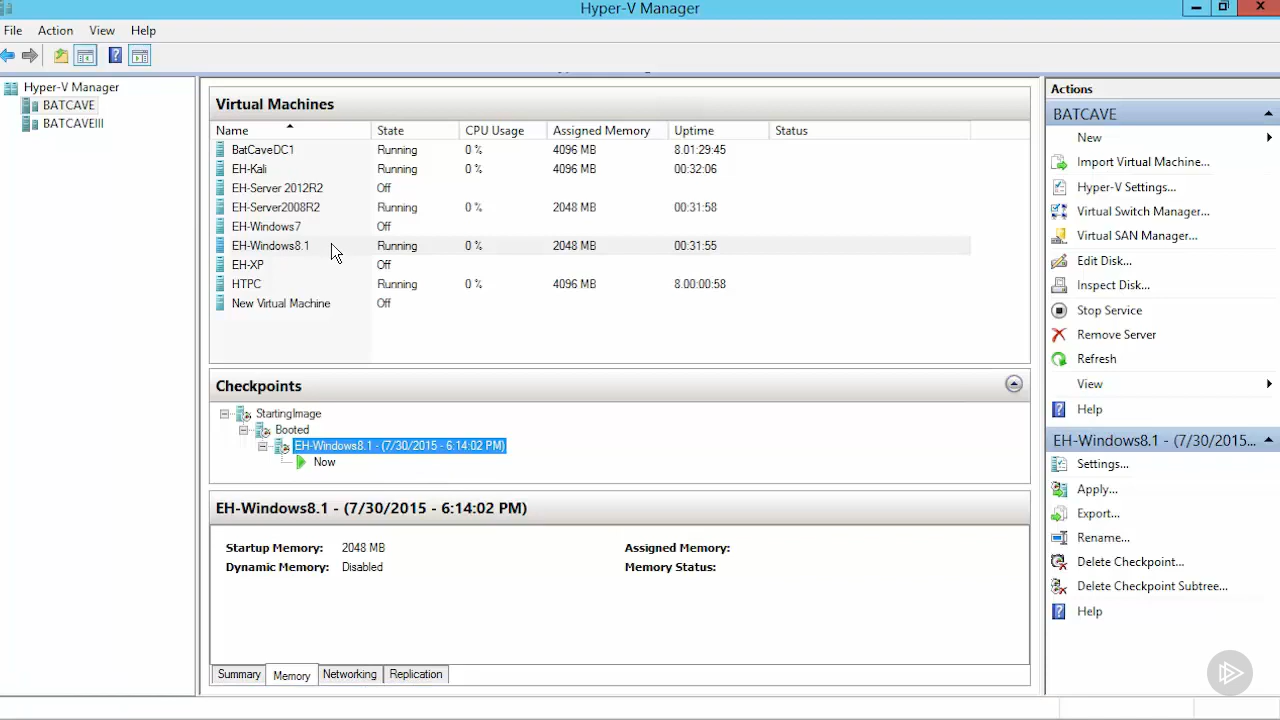 Hyper-V Manager
File Action View Help
Hyper-V Manager
BATCAVE
BATCAVEIII
Virtual Machines
Name State CPU Usage Assigned Memory Uptime Status
BatCaveDC1 Running 0 % 4096 MB 8.01:29:45
EH-Kali Running 0 % 4096 MB 00:32:06
EH-Server 2012R2 Off
EH-Server2008R2 Running 0 % 2048 MB 00:31:58
EH-Windows7 Off
EH-Windows8.1 Running 0 % 2048 MB 00:31:55
EH-XP Off
HTPC Running 0 % 4096 MB 8.00:00:58
New Virtual Machine Off
Checkpoints
StartingImage
Booted
EH-Windows8.1 - (7/30/2015 - 6:14:02 PM)
Now
EH-Windows8.1 - (7/30/2015 - 6:14:02 PM)
Startup Memory: 2048 MB Assigned Memory:
Dynamic Memory: Disabled Memory Status:
Summary Memory Networking Replication
Actions
BATCAVE
New
Import Virtual Machine...
Hyper-V Settings...
Virtual Switch Manager...
Virtual SAN Manager...
Edit Disk...
Inspect Disk...
Stop Service
Remove Server
Refresh
View
Help
EH-Windows8.1 - (7/30/2015...
Settings...
Apply...
Export...
Rename...
Delete Checkpoint...
Delete Checkpoint Subtree...
Help